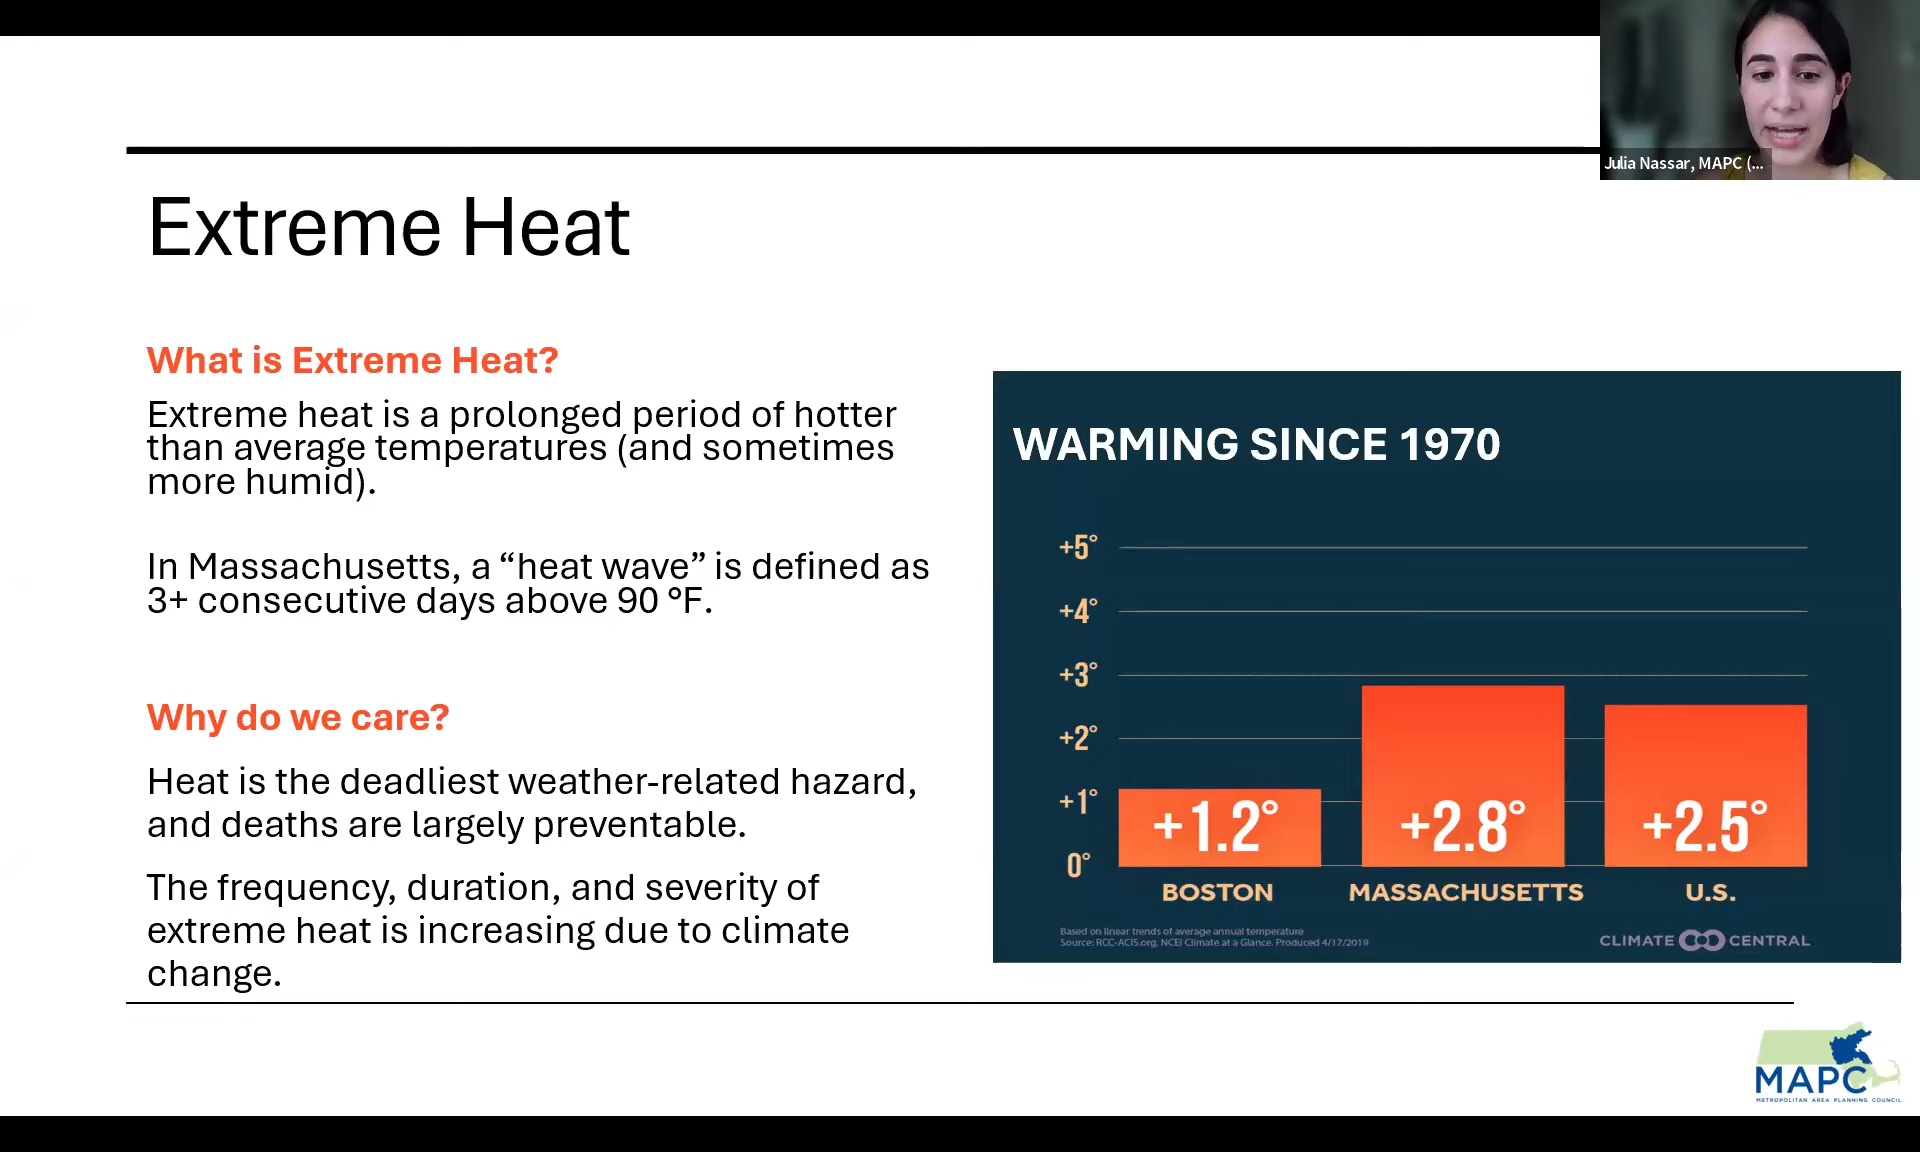 Julia Nassar, MAPC (...
Extreme Heat
What is Extreme Heat?
Extreme heat is a prolonged period of hotter
than average temperatures (and sometimes
more humid).
In Massachusetts, a “heat wave” is defined as
3+ consecutive days above 90 °F.
Why do we care?
Heat is the deadliest weather-related hazard,
and deaths are largely preventable.
The frequency, duration, and severity of
extreme heat is increasing due to climate
change.
WARMING SINCE 1970
+5°
+4°
+3°
+2°
+1°
0°
+1.2°
+2.8°
+2.5°
BOSTON
MASSACHUSETTS
U.S.
Based on linear trends of average annual temperature
Source: RCC-ACIS.org, NCEI Climate at a Glance. Produced 4/17/2019
CLIMATE CENTRAL
MAPC
METROPOLITAN AREA PLANNING COUNCIL